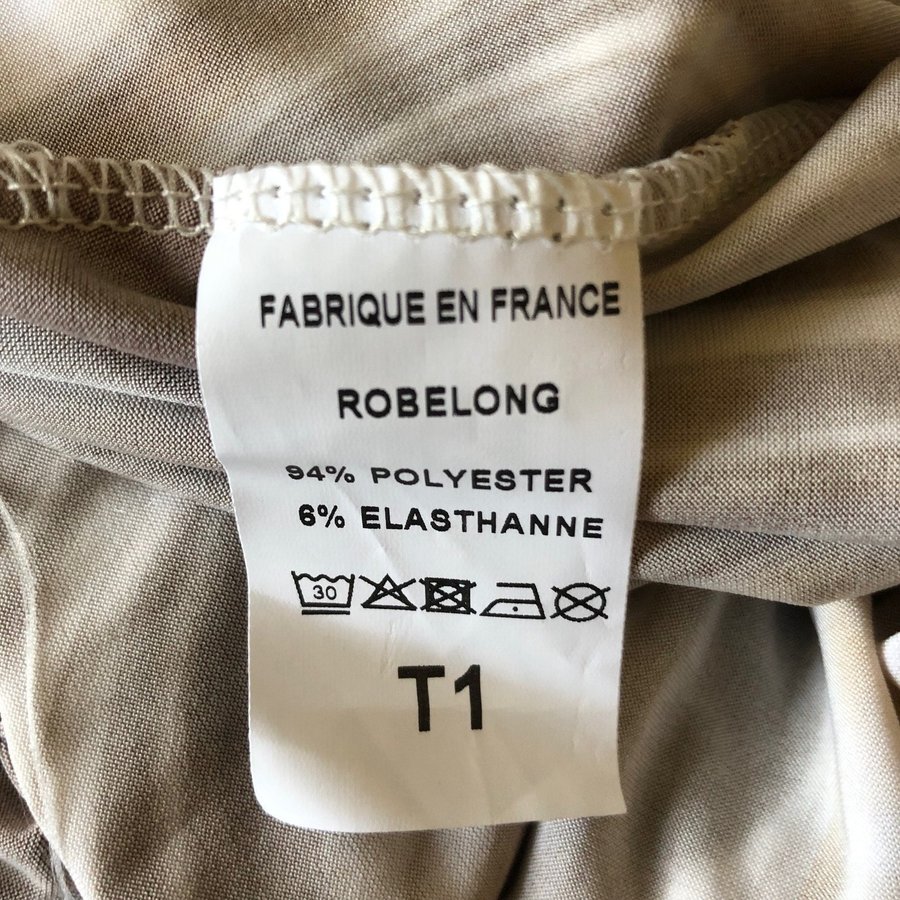 FABRIQUE EN FRANCE
ROBELONG
94% POLYESTER
6% ELASTHANNE
30
T1